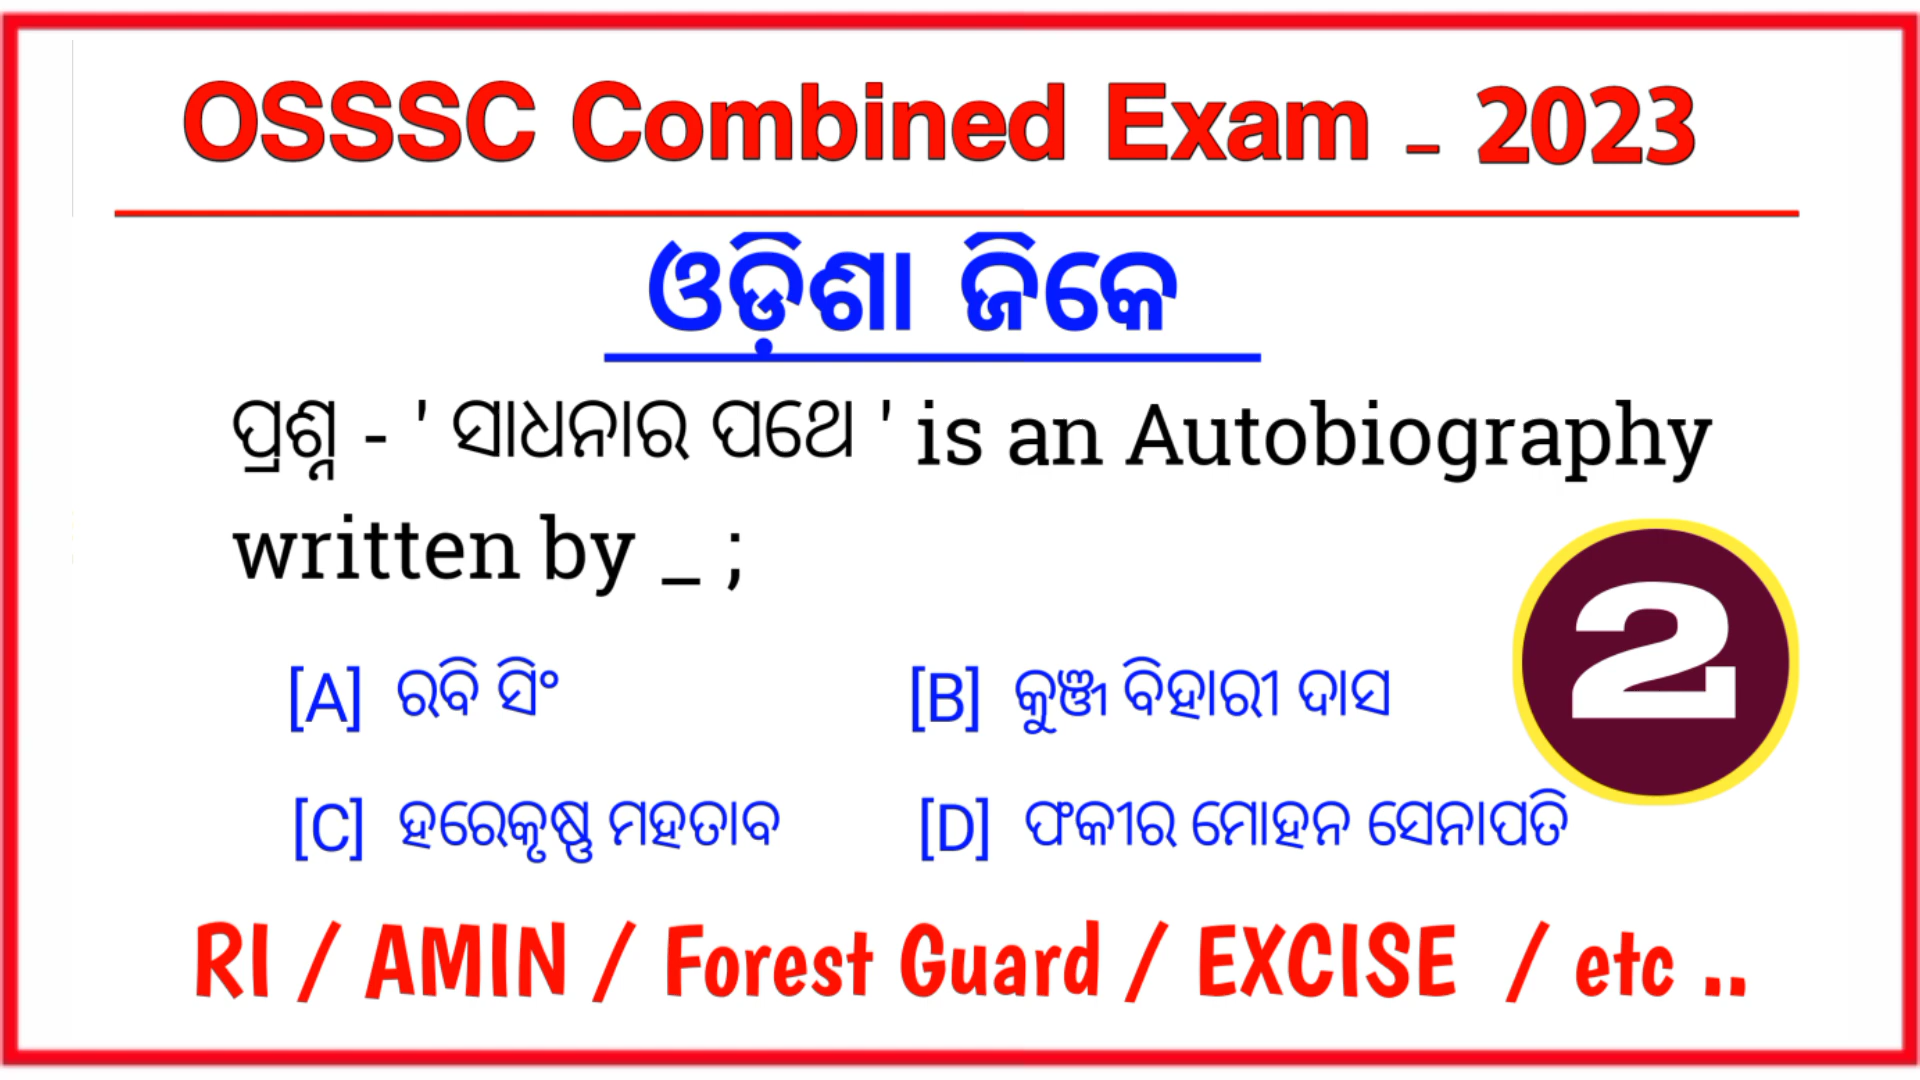 OSSSC Combined Exam - 2023
ଓଡ଼ିଶା ଜିକେ
ପ୍ରଶ୍ନ - ' ସାଧନାର ପଥେ ' is an Autobiography
written by _ ;
[A] ରବି ସିଂ [B] କୁଞ୍ଜ ବିହାରୀ ଦାସ
2
[C] ହରେକୃଷ୍ଣ ମହତାବ [D] ଫକୀର ମୋହନ ସେନାପତି
RI / AMIN / Forest Guard / EXCISE / etc ..